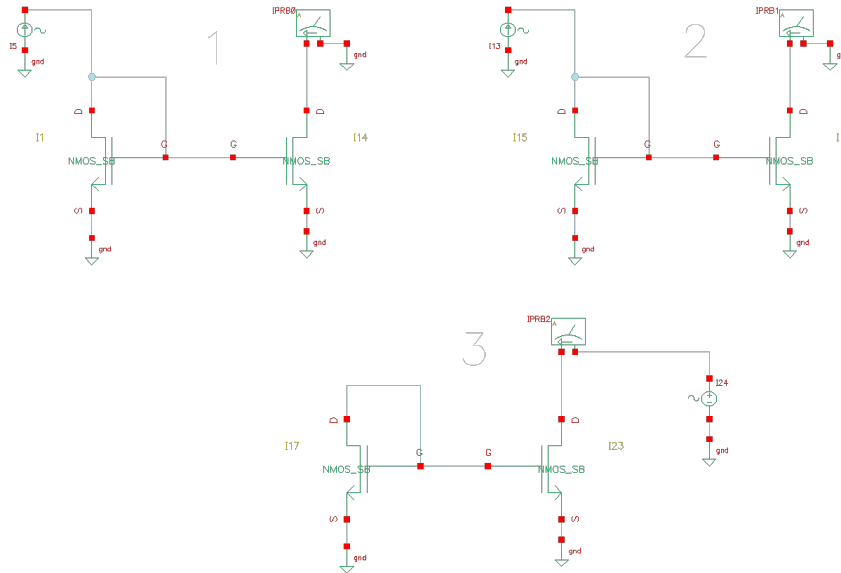 IPRB0
A
I5
gnd
1
gnd
D
D
I1
G
G
I14
NMOS_SB
NMOS_SB
S
S
gnd
gnd
IPRB1
A
I13
gnd
2
g
D
D
I15
G
G
I
NMOS_SB
NMOS_SB
S
S
gnd
gnd
IPRB2
A
3
I24
D
D
I17
G
G
I23
gnd
NMOS_SB
NMOS_SB
S
S
gnd
gnd